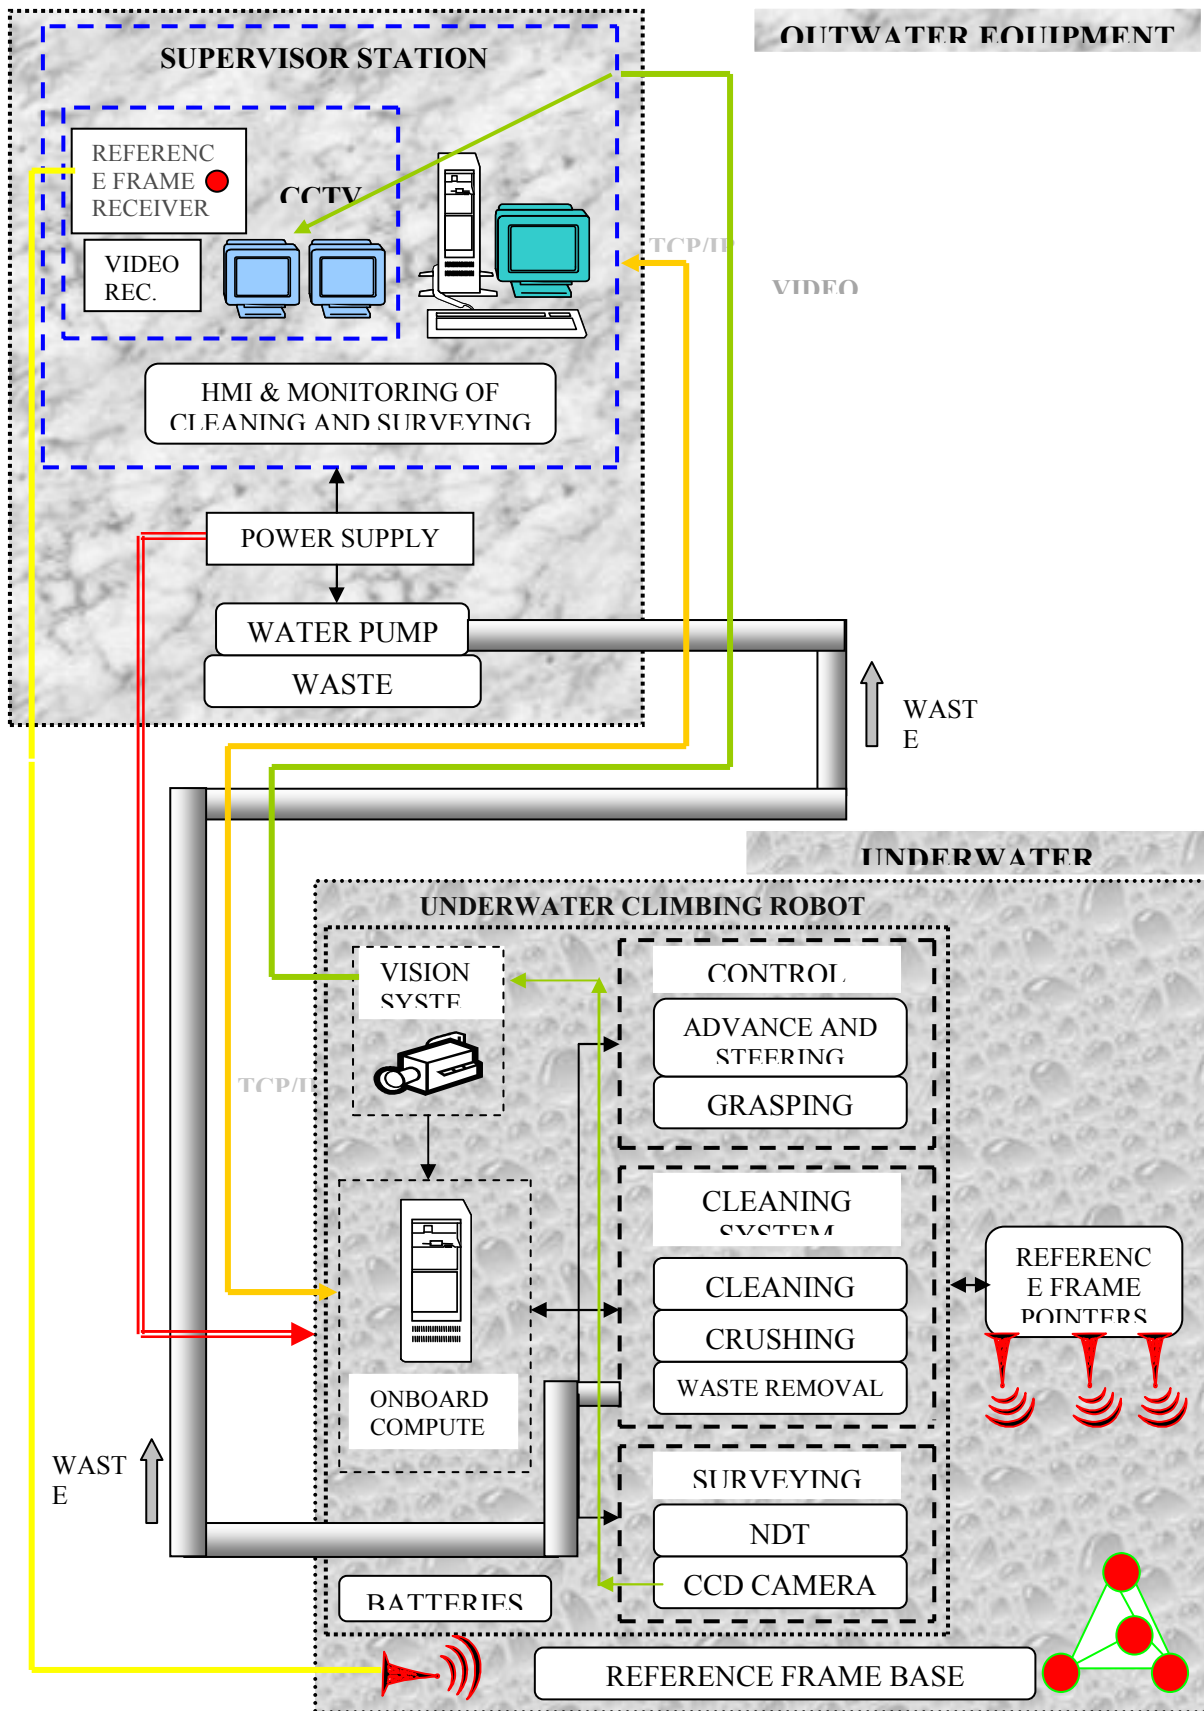 OUTWATER EQUIPMENT
SUPERVISOR STATION
REFERENC
E FRAME
RECEIVER
CCTV
VIDEO
REC.
TCP/IP
VIDEO
HMI & MONITORING OF
CLEANING AND SURVEYING
POWER SUPPLY
WATER PUMP
WASTE
WAST
E
UNDERWATER
UNDERWATER CLIMBING ROBOT
VISION
SYSTE
CONTROL
ADVANCE AND
STEERING
GRASPING
TCP/IP
CLEANING
SYSTEM
CLEANING
CRUSHING
WASTE REMOVAL
REFERENC
E FRAME
POINTERS
ONBOARD
COMPUTE
WAST
E
SURVEYING
NDT
CCD CAMERA
BATTERIES
REFERENCE FRAME BASE